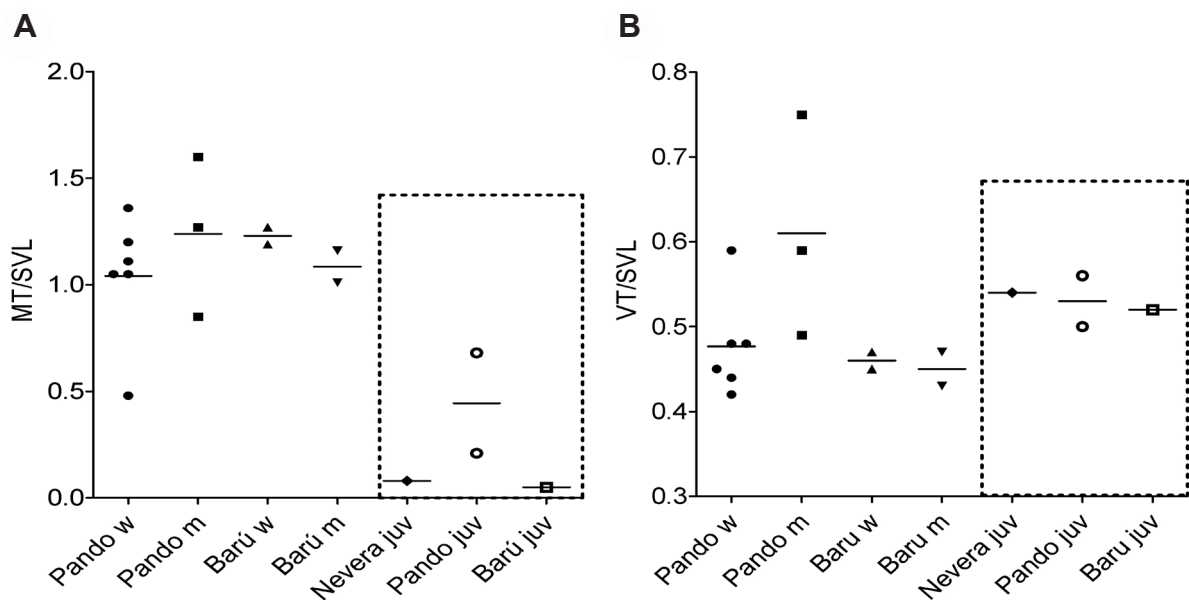 A
MT/SVL
2.0
1.5
1.0
0.5
0.0
Pando w
Pando m
Barú w
Barú m
Nevera juv
Pando juv
Barú juv
B
VT/SVL
0.8
0.7
0.6
0.5
0.4
0.3
Pando w
Pando m
Baru w
Baru m
Nevera juv
Pando juv
Baru juv